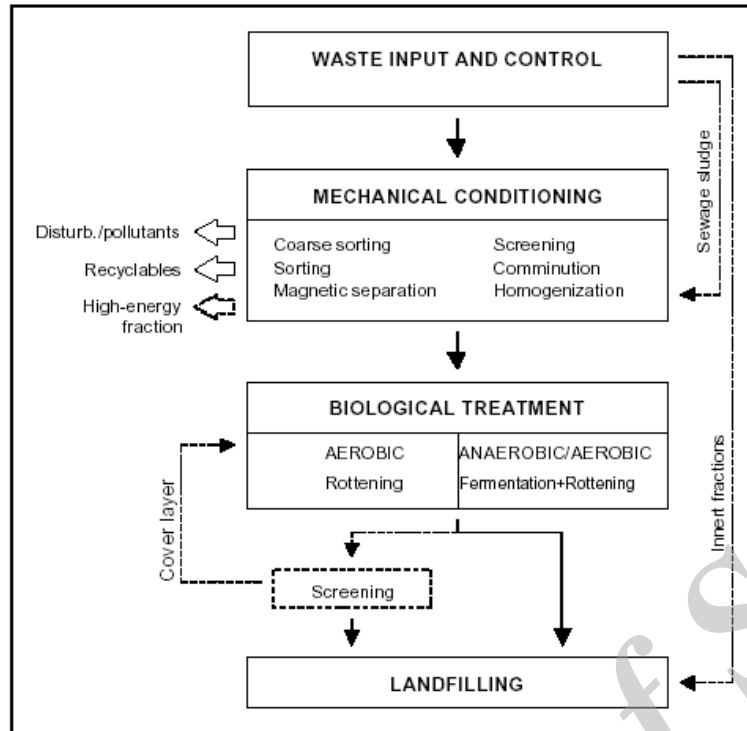 WASTE INPUT AND CONTROL
Sewage sludge
MECHANICAL CONDITIONING
Disturb./pollutants
Recyclables
High-energy
fraction
Coarse sorting
Screening
Sorting
Comminution
Magnetic separation
Homogenization
BIOLOGICAL TREATMENT
AEROBIC
ANAEROBIC/AEROBIC
Rottening
Fermentation+Rottening
Innert fractions
Cover layer
Screening
LANDFILLING